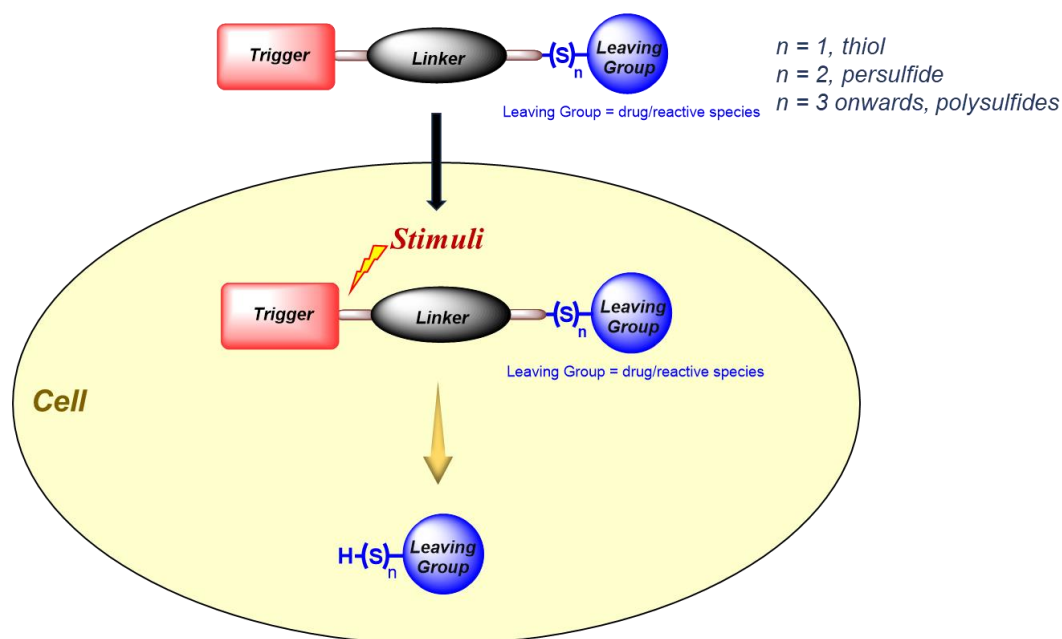 Trigger
Linker
(S)n
Leaving
Group
n = 1, thiol
n = 2, persulfide
n = 3 onwards, polysulfides
Leaving Group = drug/reactive species
Stimuli
Trigger
Linker
(S)n
Leaving
Group
Leaving Group = drug/reactive species
Cell
H-(S)n
Leaving
Group